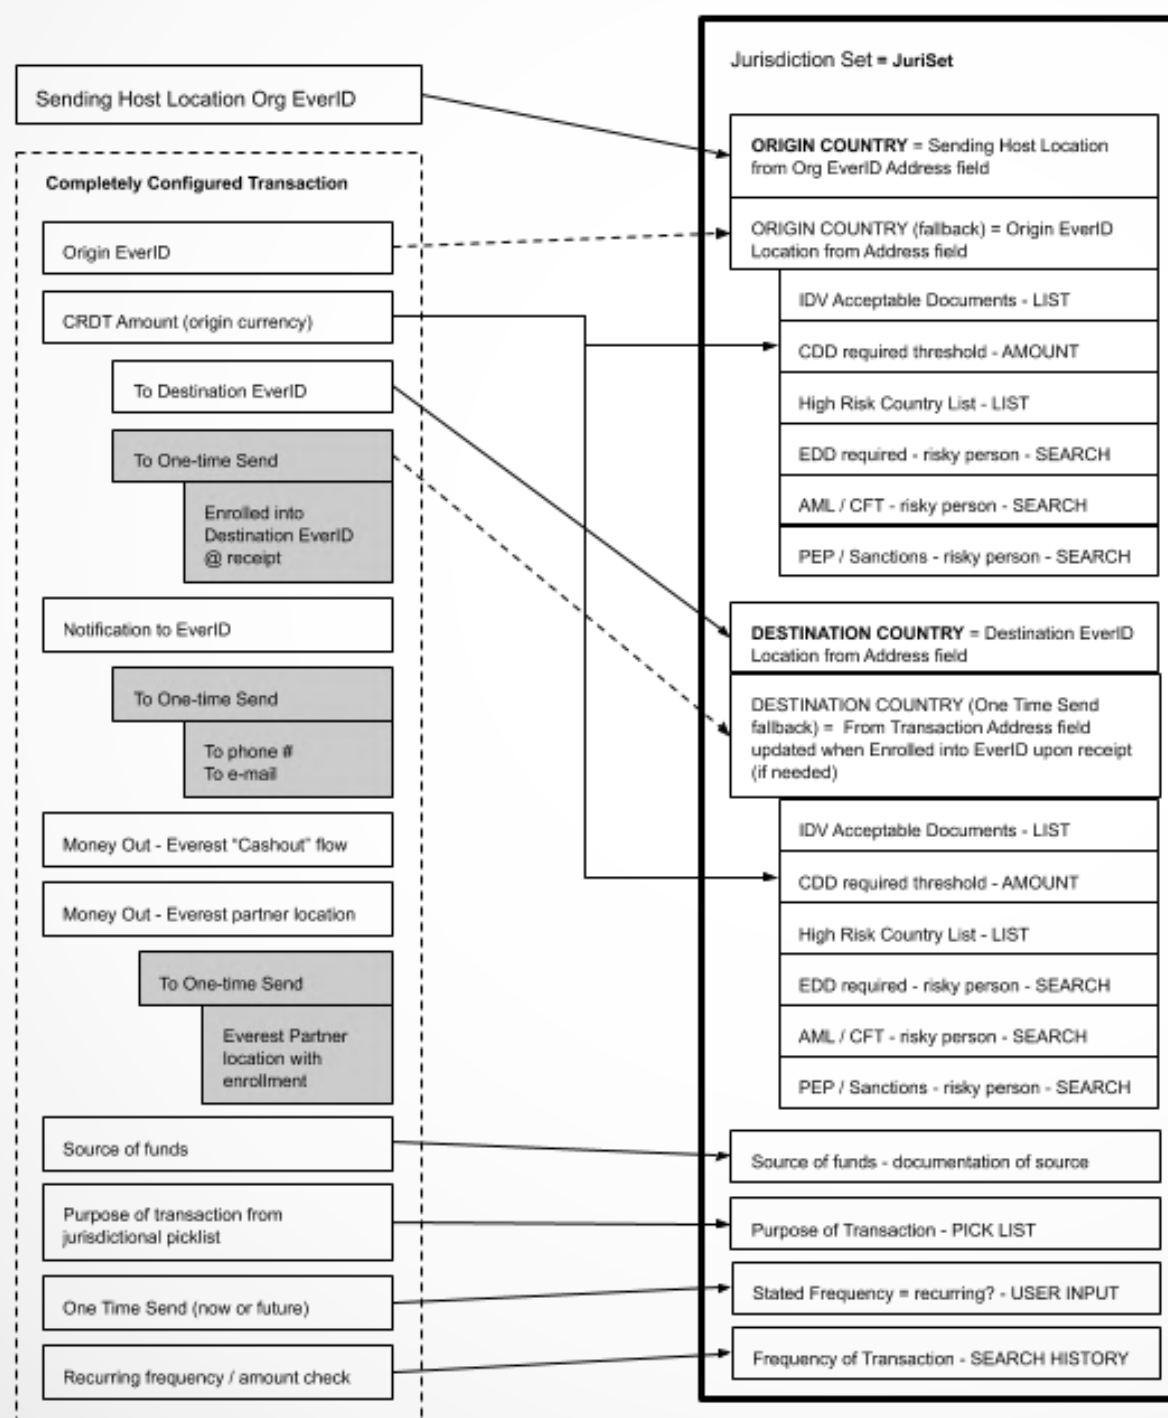 Sending Host Location Org EverID
Completely Configured Transaction
Origin EverID
CRDT Amount (origin currency)
To Destination EverID
To One-time Send
Enrolled into
Destination EverID
@ receipt
Notification to EverID
To One-time Send
To phone #
To e-mail
Money Out - Everest "Cashout" flow
Money Out - Everest partner location
To One-time Send
Everest Partner
location with
enrollment
Source of funds
Purpose of transaction from
jurisdictional picklist
One Time Send (now or future)
Recurring frequency / amount check
Jurisdiction Set = JuriSet
ORIGIN COUNTRY = Sending Host Location
from Org EverID Address field
ORIGIN COUNTRY (fallback) = Origin EverID
Location from Address field
IDV Acceptable Documents - LIST
CDD required threshold - AMOUNT
High Risk Country List - LIST
EDD required - risky person - SEARCH
AML / CFT - risky person - SEARCH
PEP / Sanctions - risky person - SEARCH
DESTINATION COUNTRY = Destination EverID
Location from Address field
DESTINATION COUNTRY (One Time Send
fallback) = From Transaction Address field
updated when Enrolled into EverID upon receipt
(if needed)
IDV Acceptable Documents - LIST
CDD required threshold - AMOUNT
High Risk Country List - LIST
EDD required - risky person - SEARCH
AML / CFT - risky person - SEARCH
PEP / Sanctions - risky person - SEARCH
Source of funds - documentation of source
Purpose of Transaction - PICK LIST
Stated Frequency = recurring? - USER INPUT
Frequency of Transaction - SEARCH HISTORY